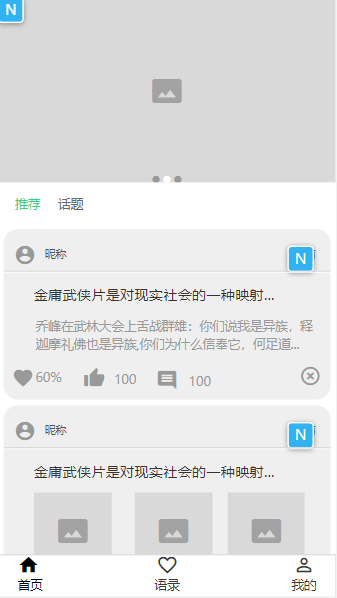 N
推荐 话题
昵称 N
金庸武侠片是对现实社会的一种映射...
乔峰在武林大会上舌战群雄：你们说我是异族，释
迦摩礼佛也是异族,你们为什么信奉它，何足道...
60% 100 100
昵称 N
金庸武侠片是对现实社会的一种映射...
首页 语录 我的